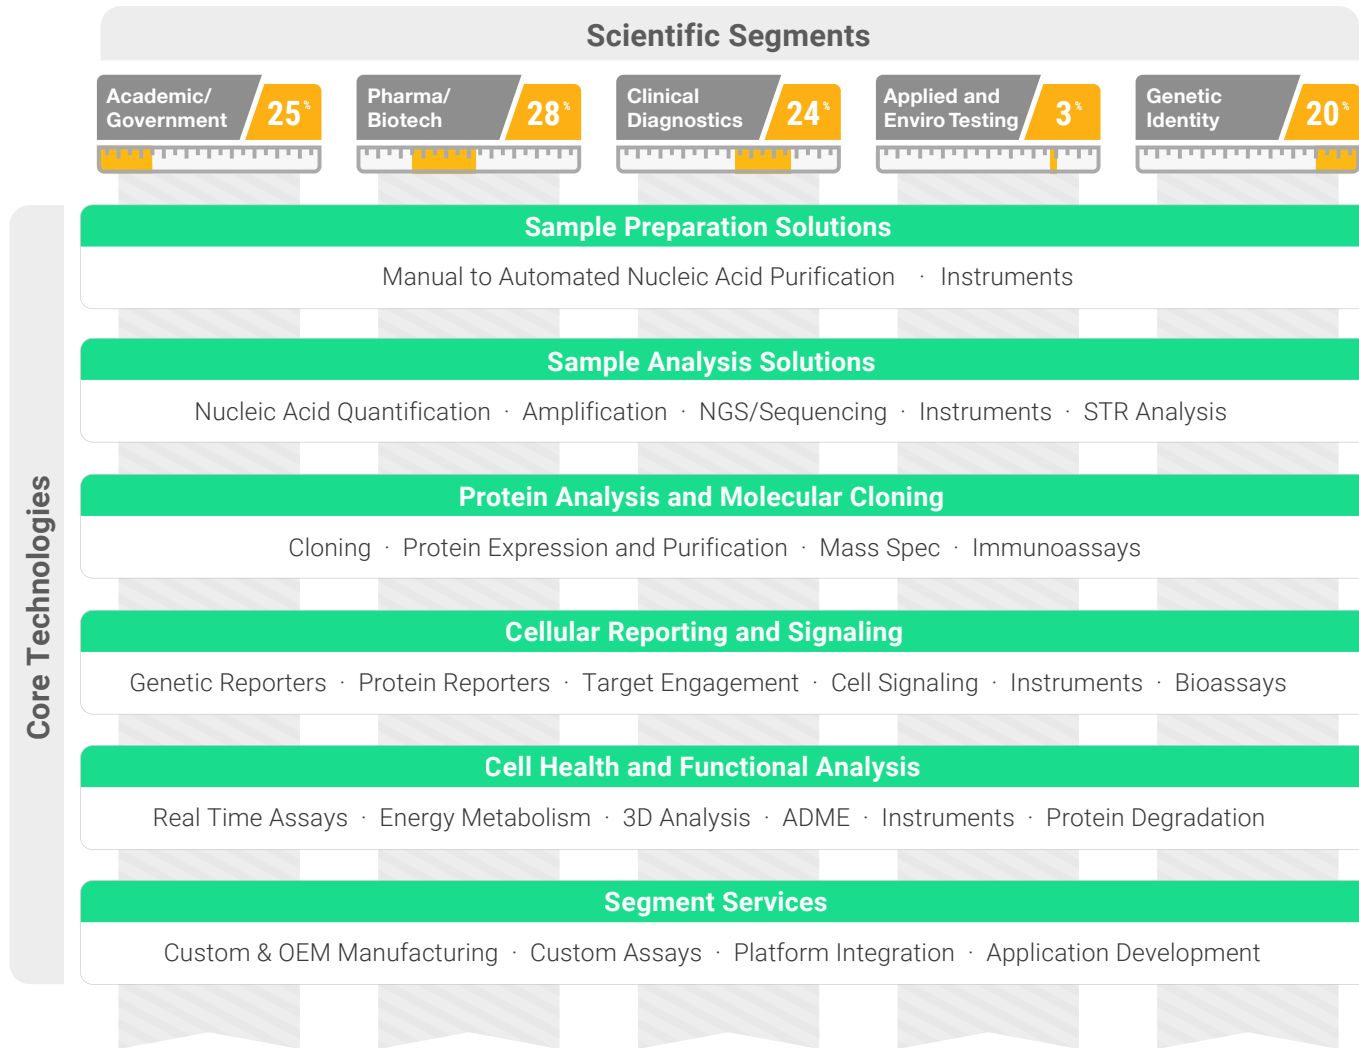 Scientific Segments
Academic/
Government
25%
Pharma/
Biotech
28%
Clinical
Diagnostics
24%
Applied and
Enviro Testing
3%
Genetic
Identity
20%
Core Technologies
Sample Preparation Solutions
Manual to Automated Nucleic Acid Purification · Instruments
Sample Analysis Solutions
Nucleic Acid Quantification · Amplification · NGS/Sequencing · Instruments · STR Analysis
Protein Analysis and Molecular Cloning
Cloning · Protein Expression and Purification · Mass Spec · Immunoassays
Cellular Reporting and Signaling
Genetic Reporters · Protein Reporters · Target Engagement · Cell Signaling · Instruments · Bioassays
Cell Health and Functional Analysis
Real Time Assays · Energy Metabolism · 3D Analysis · ADME · Instruments · Protein Degradation
Segment Services
Custom & OEM Manufacturing · Custom Assays · Platform Integration · Application Development